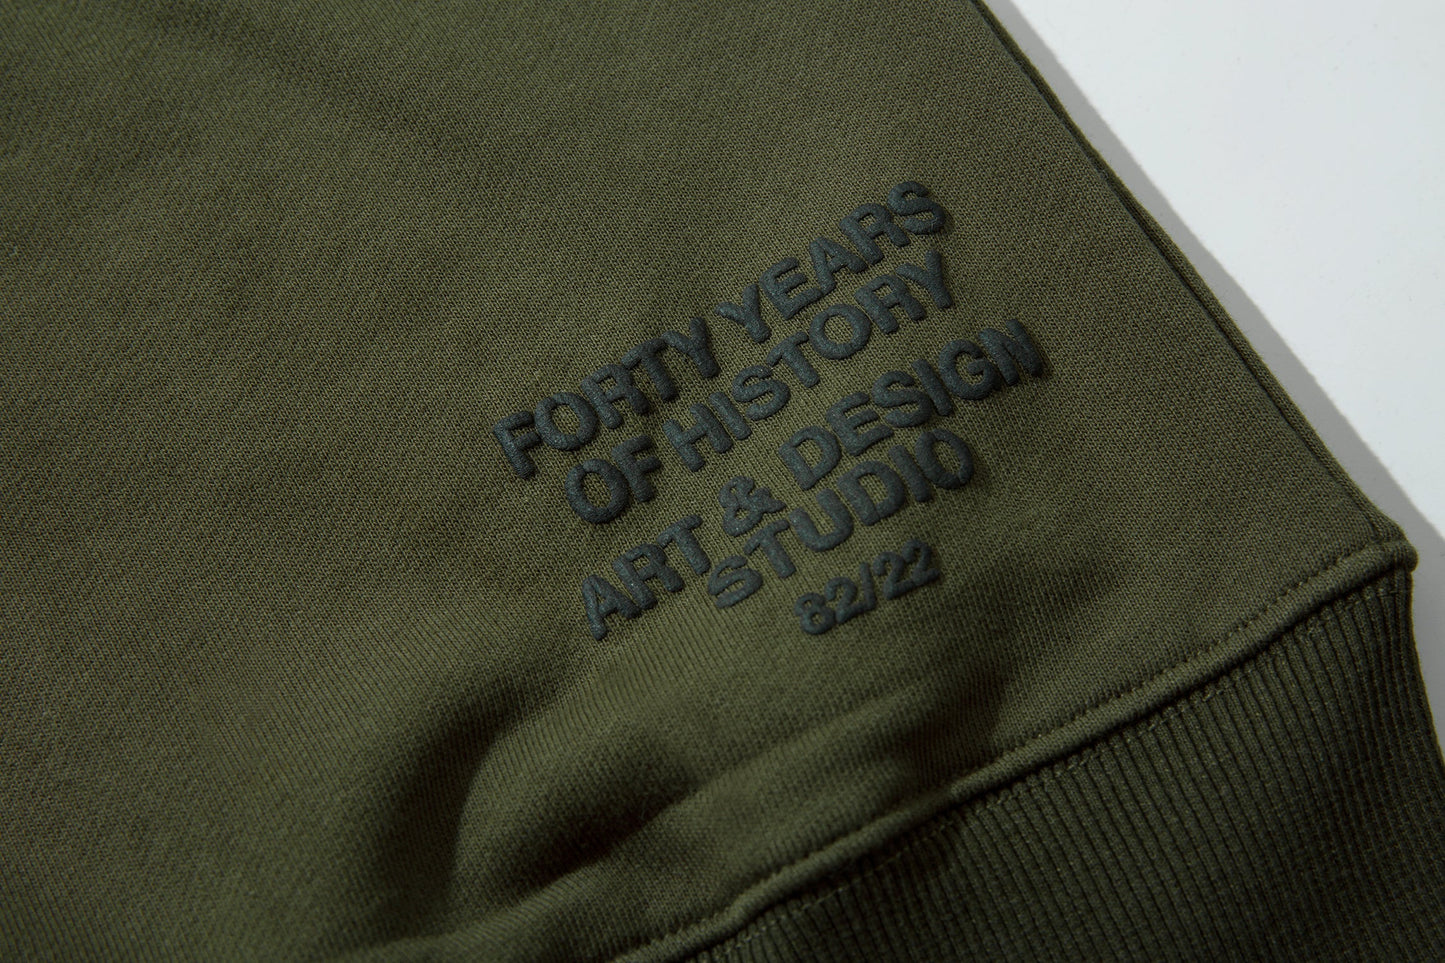 FORTY YEARS
OF HISTORY
ART & DESIGN
STUDIO
82/22